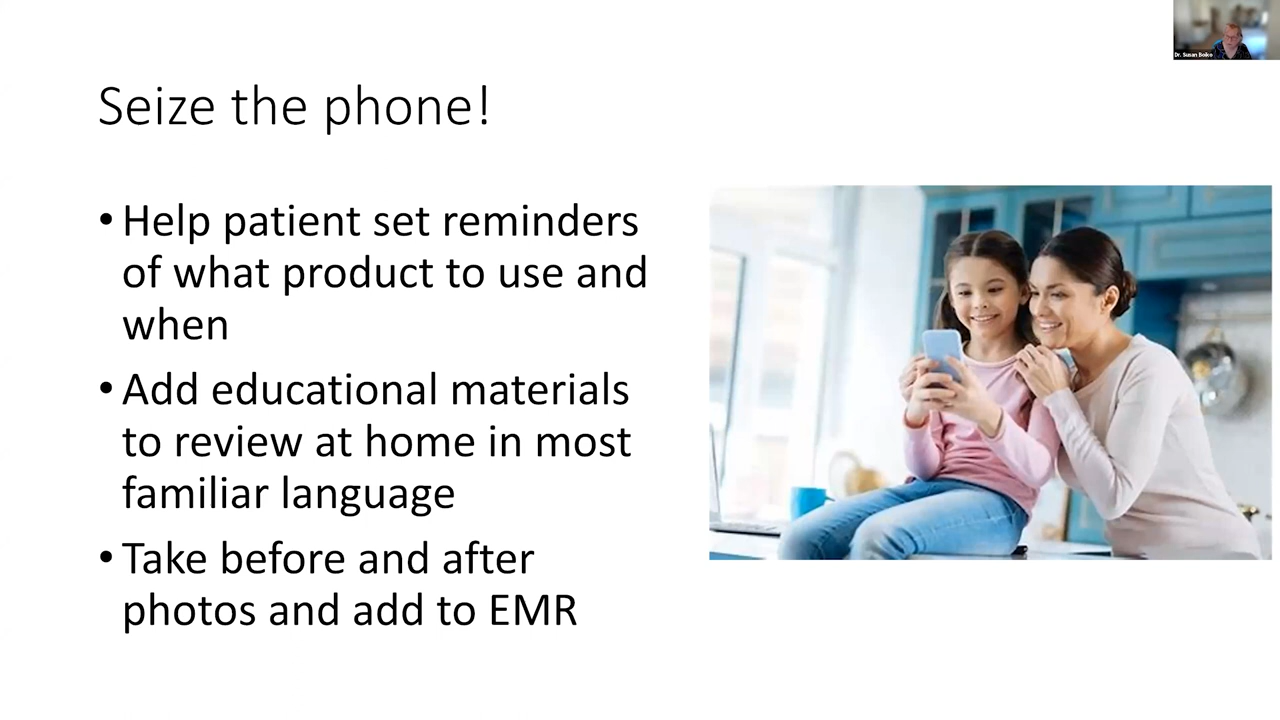 Dr. Susan Boiko
Seize the phone!
• Help patient set reminders
of what product to use and
when
• Add educational materials
to review at home in most
familiar language
• Take before and after
photos and add to EMR